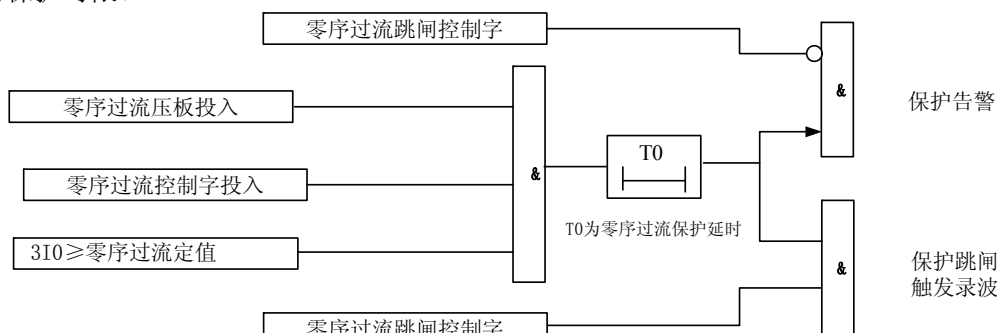 零序过流跳闸控制字
&
保护告警
零序过流压板投入
T0
零序过流控制字投入
&
T0为零序过流保护延时
3I0≥零序过流定值
&
保护跳闸
触发录波
零序过流跳闸控制字